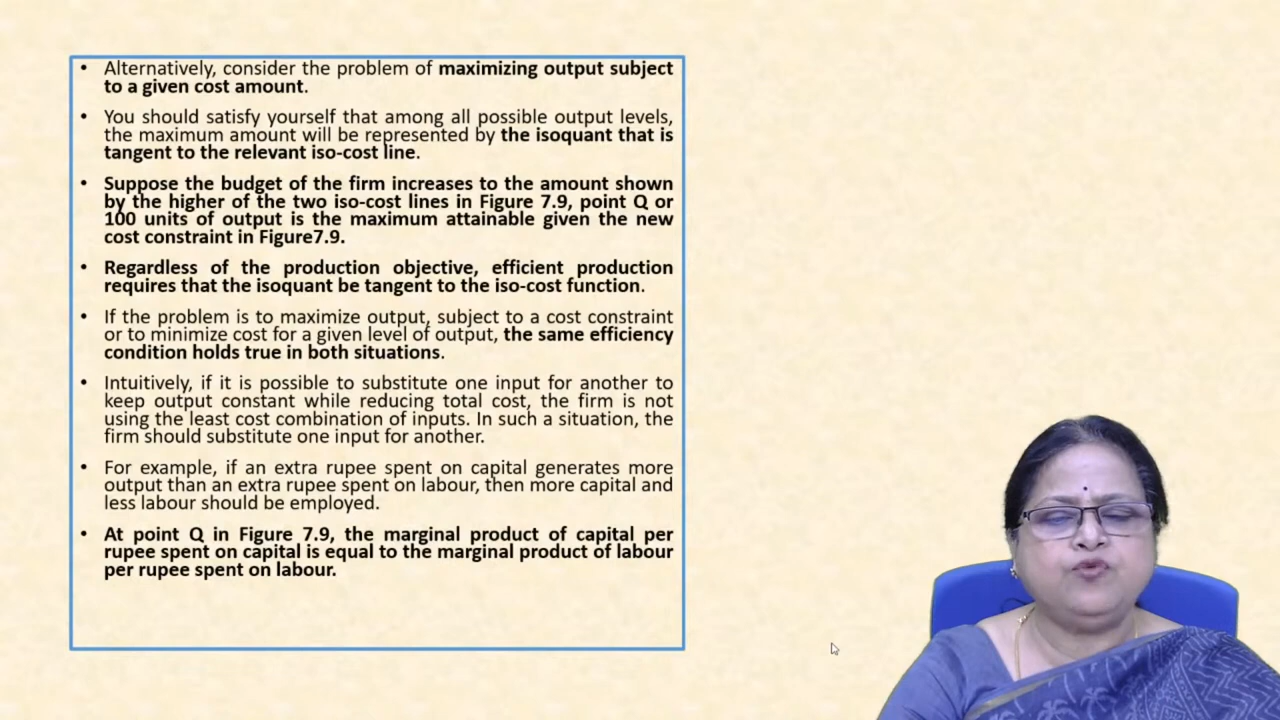 • Alternatively, consider the problem of maximizing output subject
to a given cost amount.
• You should satisfy yourself that among all possible output levels,
the maximum amount will be represented by the isoquant that is
tangent to the relevant iso-cost line.
• Suppose the budget of the firm increases to the amount shown
by the higher of the two iso-cost lines in Figure 7.9, point Q or
100 units of output is the maximum attainable given the new
cost constraint in Figure7.9.
• Regardless of the production objective, efficient production
requires that the isoquant be tangent to the iso-cost function.
• If the problem is to maximize output, subject to a cost constraint
or to minimize cost for a given level of output, the same efficiency
condition holds true in both situations.
• Intuitively, if it is possible to substitute one input for another to
keep output constant while reducing total cost, the firm is not
using the least cost combination of inputs. In such a situation, the
firm should substitute one input for another.
• For example, if an extra rupee spent on capital generates more
output than an extra rupee spent on labour, then more capital and
less labour should be employed.
• At point Q in Figure 7.9, the marginal product of capital per
rupee spent on capital is equal to the marginal product of labour
per rupee spent on labour.